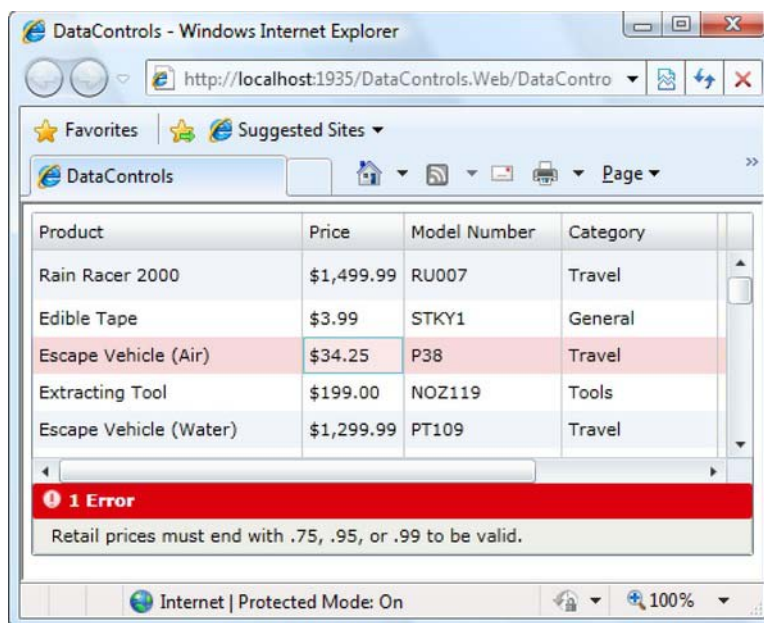 DataControls - Windows Internet Explorer
http://localhost:1935/DataControls.Web/DataContro
Favorites Suggested Sites
DataControls Page »
Product Price Model Number Category
Rain Racer 2000 $1,499.99 RU007 Travel
Edible Tape $3.99 STKY1 General
Escape Vehicle (Air) $34.25 P38 Travel
Extracting Tool $199.00 NOZ119 Tools
Escape Vehicle (Water) $1,299.99 PT109 Travel
1 Error
Retail prices must end with .75, .95, or .99 to be valid.
Internet | Protected Mode: On 100%